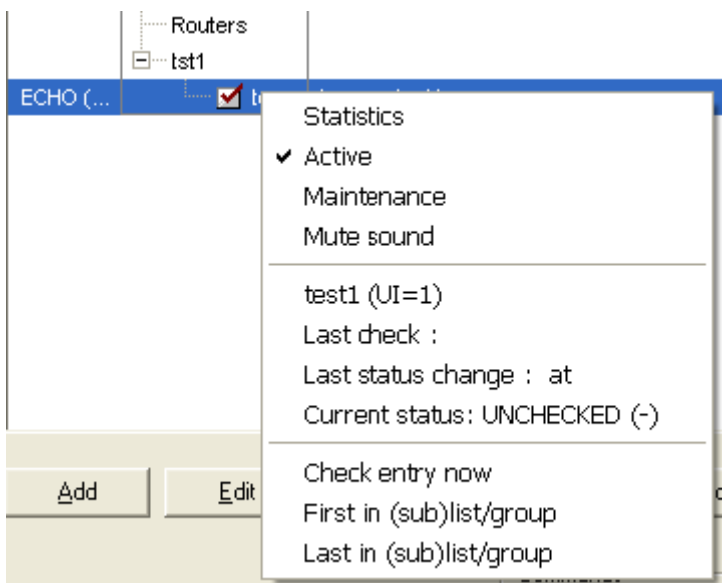 Routers
tst1
ECHO (...
Statistics
Active
Maintenance
Mute sound
test1 (UI=1)
Last check :
Last status change : at
Current status: UNCHECKED (-)
Check entry now
First in (sub)list/group
Last in (sub)list/group
Add
Edit